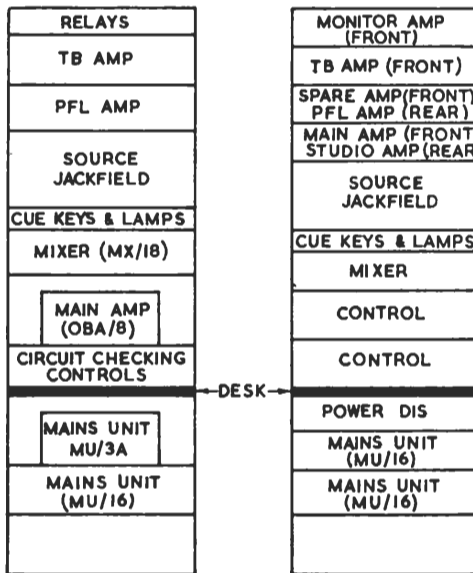 RELAYS
TB AMP
PFL AMP
SOURCE
JACKFIELD
CUE KEYS & LAMPS
MIXER (MX/18)
MAIN AMP
(OBA/8)
CIRCUIT CHECKING
CONTROLS
MAINS UNIT
MU/3A
MAINS UNIT
(MU/16)
DESK
MONITOR AMP
(FRONT)
TB AMP (FRONT)
SPARE AMP(FRONT)
PFL AMP (REAR)
MAIN AMP (FRONT
STUDIO AMP (REAR
SOURCE
JACKFIELD
CUE KEYS & LAMPS
MIXER
CONTROL
CONTROL
POWER DIS
MAINS UNIT
(MU/16)
MAINS UNIT
(MU/16)